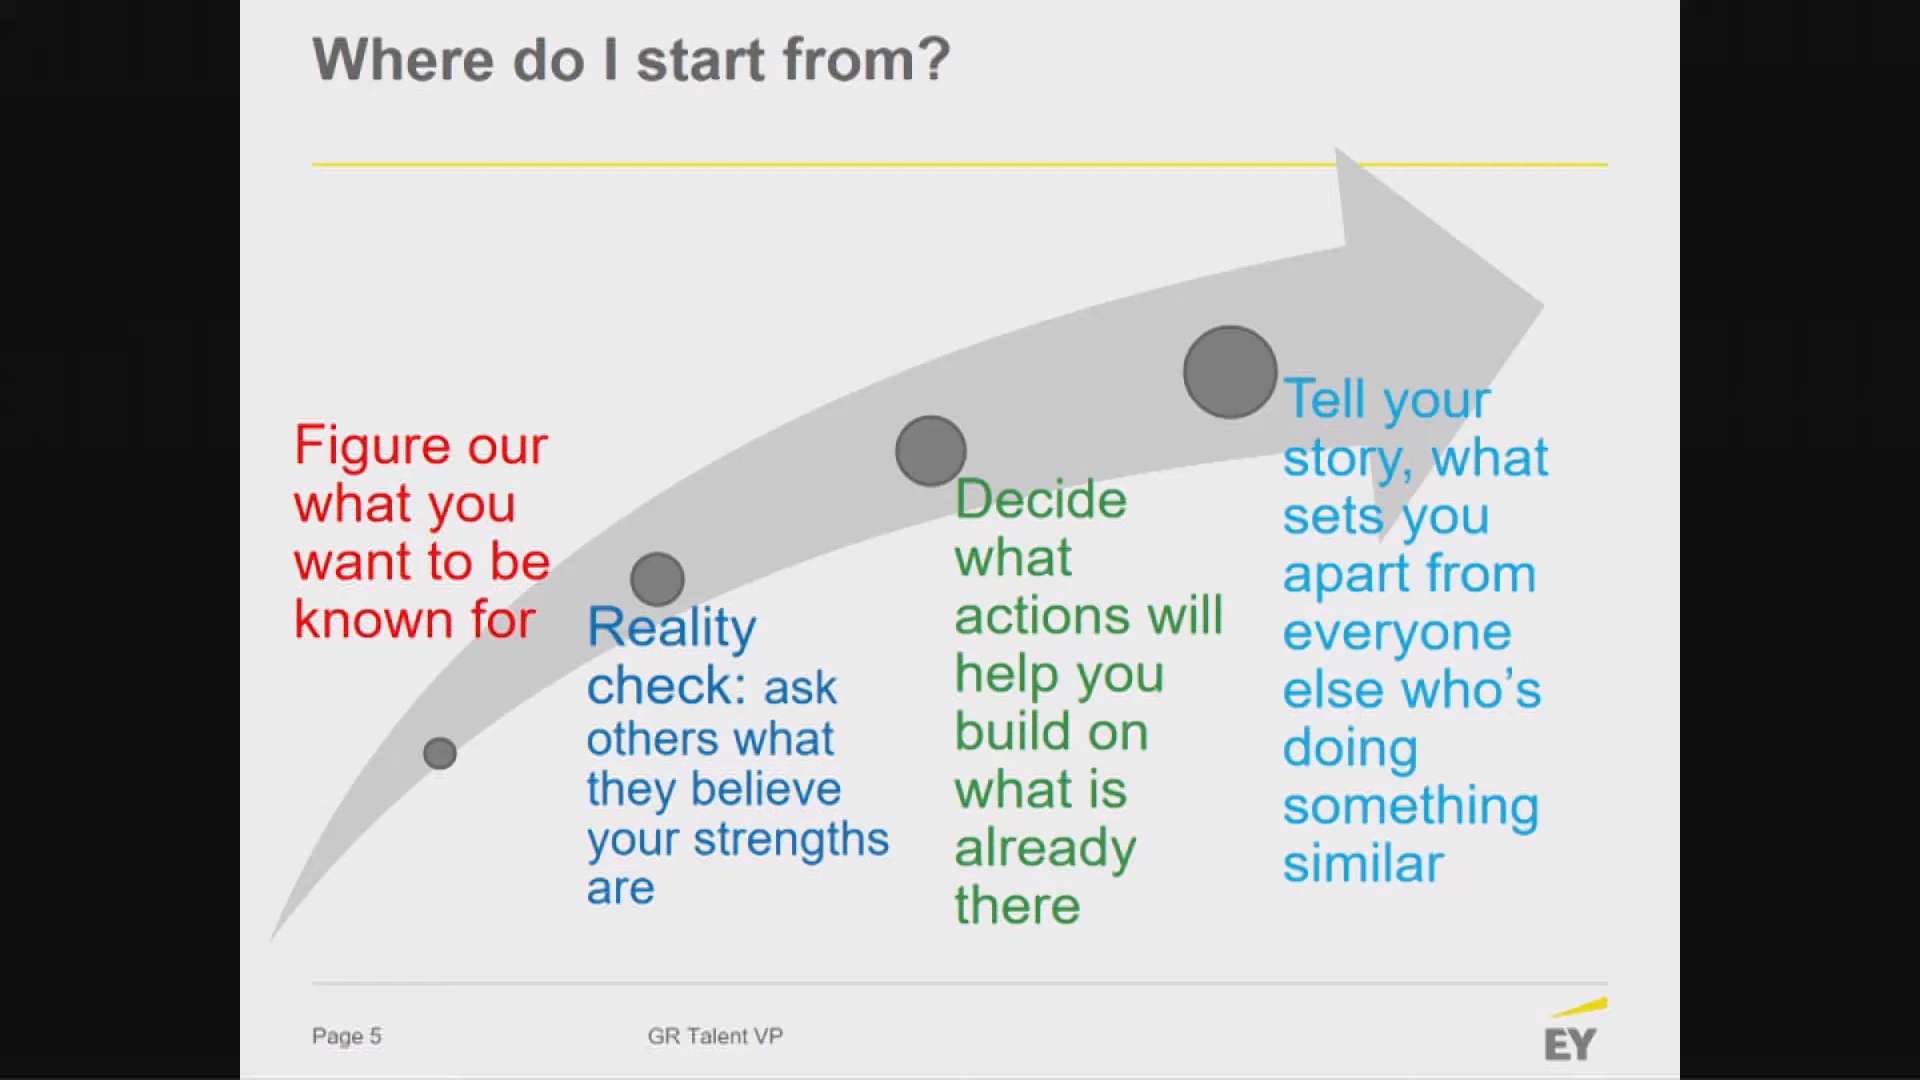 Where do I start from?
Figure our
what you
want to be
known for
Reality
check: ask
others what
they believe
your strengths
are
Decide
what
actions will
help you
build on
what is
already
there
Tell your
story, what
sets you
apart from
everyone
else who’s
doing
something
similar
Page 5
GR Talent VP
EY